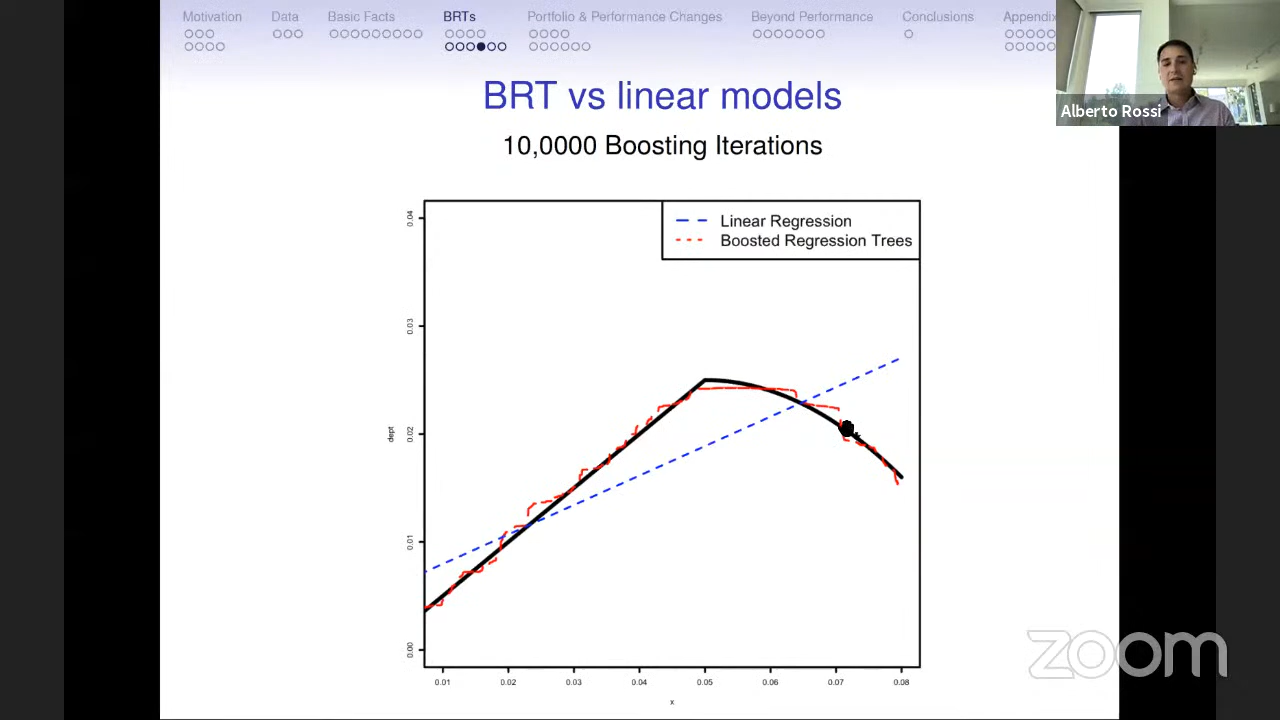 Motivation Data Basic Facts BRTs Portfolio & Performance Changes Beyond Performance Conclusions Appendix
Alberto Rossi
BRT vs linear models
10,0000 Boosting Iterations
Linear Regression
Boosted Regression Trees
0.04
0.03
0.02
0.01
0.00
dept
0.01 0.02 0.03 0.04 0.05 0.06 0.07 0.08
x
zoom